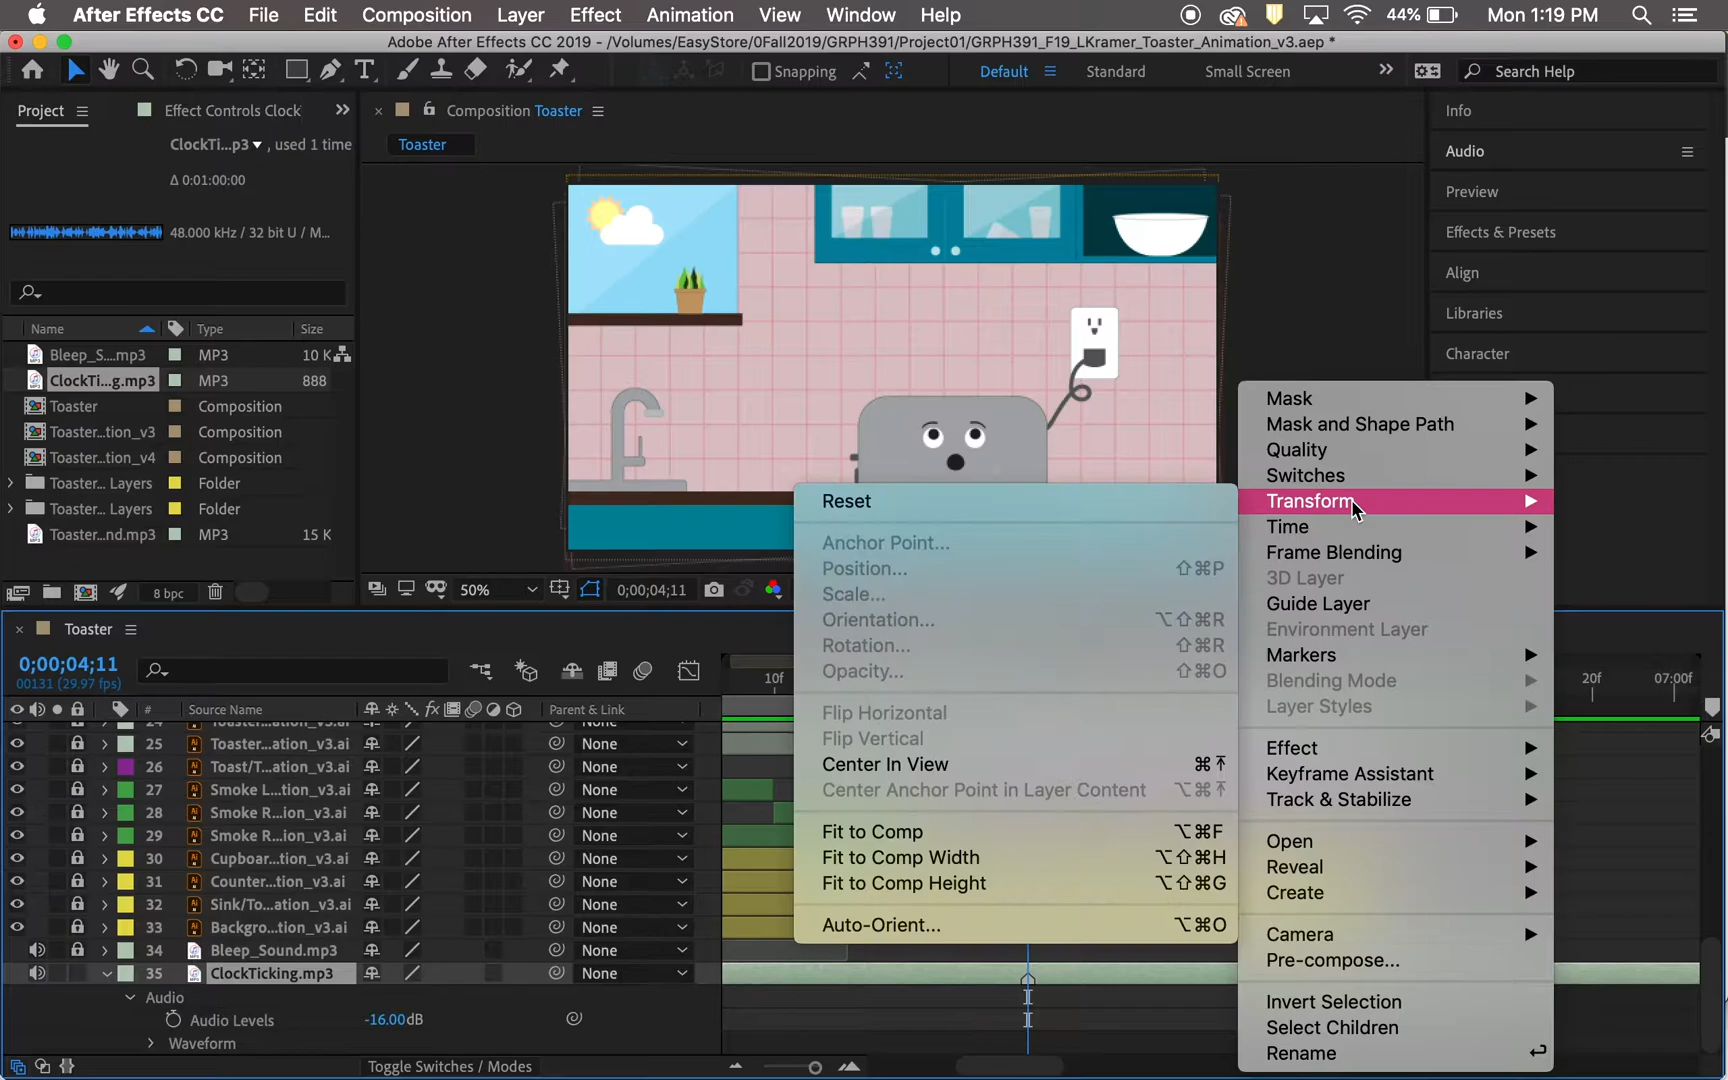 After Effects CC File Edit Composition Layer Effect Animation View Window Help 44% Mon 1:19 PM
Adobe After Effects CC 2019 - /Volumes/EasyStore/0Fall2019/GRPH391/Project01/GRPH391_F19_LKramer_Toaster_Animation_v3.aep *
Snapping Default Standard Small Screen Search Help
Project Effect Controls Clock
Composition Toaster
Toaster
ClockTi...p3 , used 1 time
Δ 0:01:00:00
48.000 kHz / 32 bit U / M...
Name Type Size
Bleep_S....mp3 MP3 10 K
ClockTi...g.mp3 MP3 888
Toaster Composition
Toaster...tion_v3 Composition
Toaster...tion_v4 Composition
Toaster... Layers Folder
Toaster... Layers Folder
Toaster...nd.mp3 MP3 15 K
8 bpc
50% 0;00;04;11
Info
Audio
Preview
Effects & Presets
Align
Libraries
Character
Mask
Mask and Shape Path
Quality
Switches
Transform
Time
Frame Blending
3D Layer
Guide Layer
Environment Layer
Markers
Blending Mode
Layer Styles
Effect
Keyframe Assistant
Track & Stabilize
Open
Reveal
Create
Camera
Pre-compose...
Invert Selection
Select Children
Rename
Reset
Anchor Point...
Position... ⇧⌘P
Scale...
Orientation... ⌥⇧⌘R
Rotation... ⇧⌘R
Opacity... ⇧⌘O
Flip Horizontal
Flip Vertical
Center In View ⌘↑
Center Anchor Point in Layer Content ⌥⌘↑
Fit to Comp ⌥⌘F
Fit to Comp Width ⌥⇧⌘H
Fit to Comp Height ⌥⇧⌘G
Auto-Orient... ⌥⌘O
Toaster
0;00;04;11
00131 (29.97 fps)
10f 20f 07:00f
# Source Name fx Parent & Link
25 Toaster...ation_v3.ai None
26 Toast/T...ation_v3.ai None
27 Smoke L...tion_v3.ai None
28 Smoke R...ion_v3.ai None
29 Smoke R...ion_v3.ai None
30 Cupboar...tion_v3.ai None
31 Counter...tion_v3.ai None
32 Sink/To...ation_v3.ai None
33 Backgro...tion_v3.ai None
34 Bleep_Sound.mp3 None
35 ClockTicking.mp3 None
Audio
Audio Levels -16.00dB
Waveform
Toggle Switches / Modes